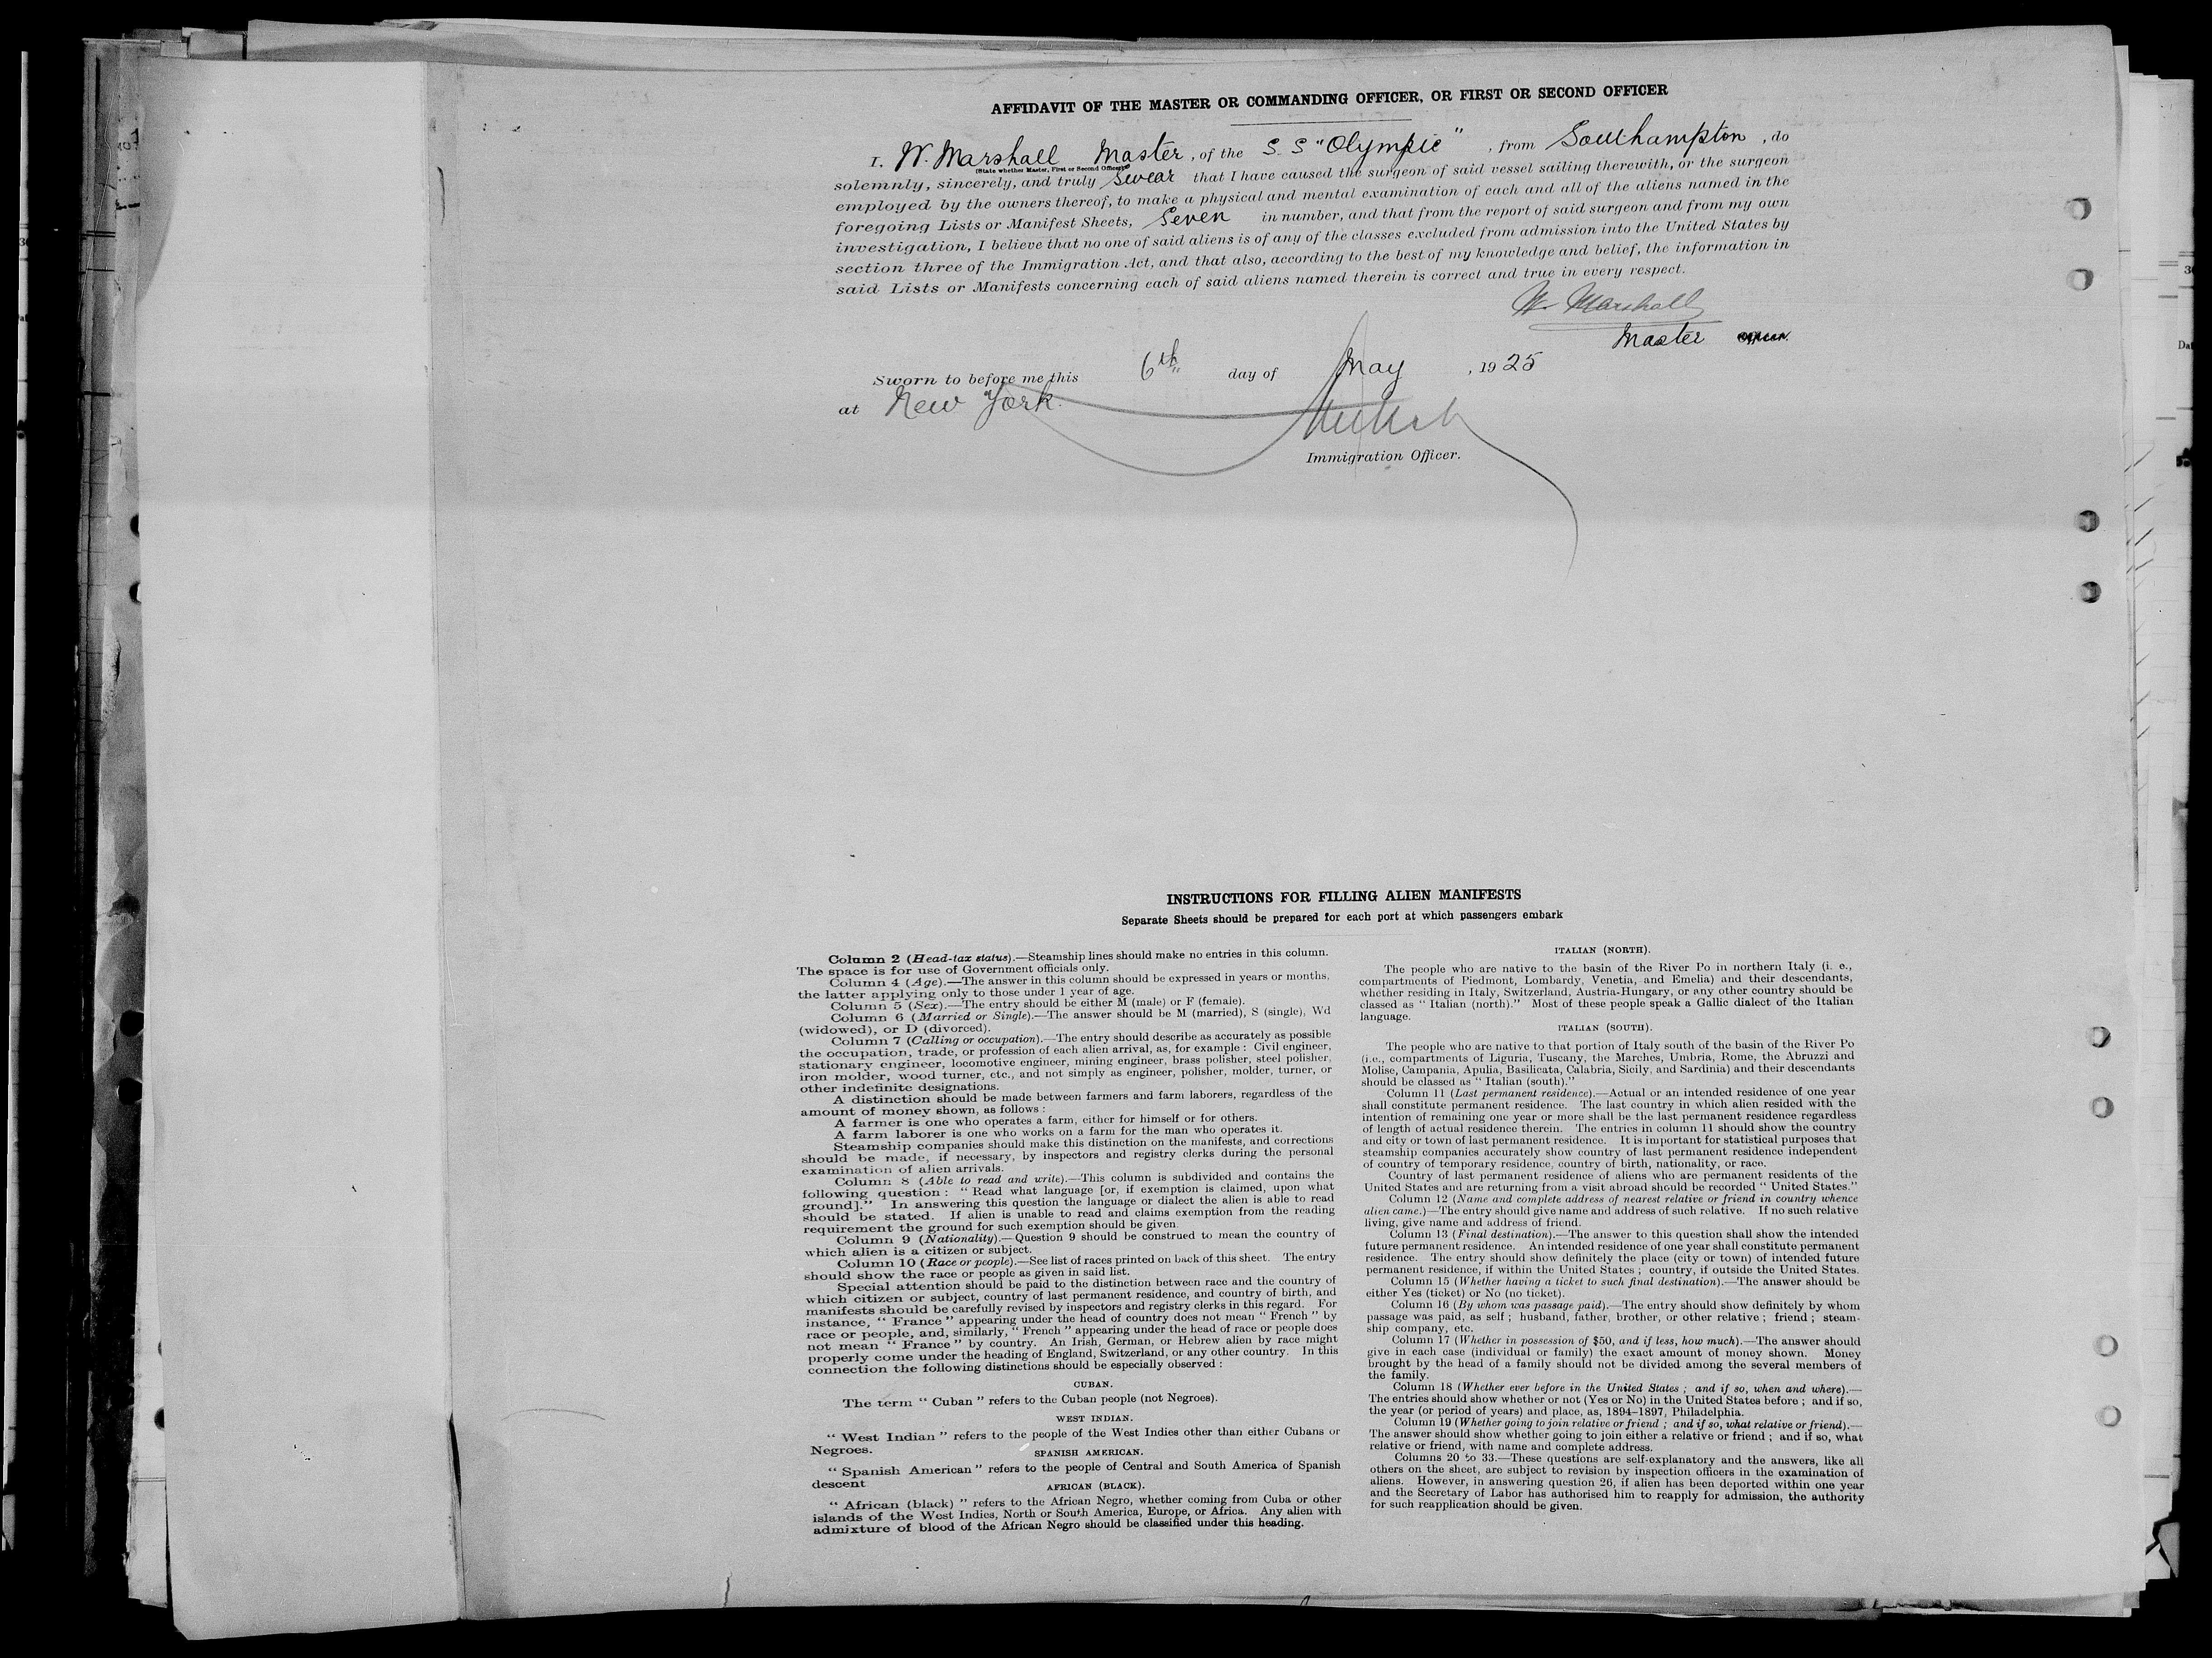 AFFIDAVIT OF THE MASTER OR COMMANDING OFFICER, OR FIRST OR SECOND OFFICER
I, W. Marshall Master, of the S.S "Olympic", from Southampton, do
(State whether Master, First or Second Officer)
solemnly, sincerely, and truly swear that I have caused the surgeon of said vessel sailing therewith, or the surgeon
employed by the owners thereof, to make a physical and mental examination of each and all of the aliens named in the
foregoing Lists or Manifest Sheets, Seven in number, and that from the report of said surgeon and from my own
investigation, I believe that no one of said aliens is of any of the classes excluded from admission into the United States by
section three of the Immigration Act, and that also, according to the best of my knowledge and belief, the information in
said Lists or Manifests concerning each of said aliens named therein is correct and true in every respect.
W. Marshall
Master Officer.
Sworn to before me this 6th day of May, 1925
at New York.
Immigration Officer.
INSTRUCTIONS FOR FILLING ALIEN MANIFESTS
Separate Sheets should be prepared for each port at which passengers embark
Column 2 (Head-tax status).—Steamship lines should make no entries in this column.
The space is for use of Government officials only.
Column 4 (Age).—The answer in this column should be expressed in years or months,
the latter applying only to those under 1 year of age.
Column 5 (Sex).—The entry should be either M (male) or F (female).
Column 6 (Married or Single).—The answer should be M (married), S (single), Wd
(widowed), or D (divorced).
Column 7 (Calling or occupation).—The entry should describe as accurately as possible
the occupation, trade, or profession of each alien arrival, as, for example : Civil engineer,
stationary engineer, locomotive engineer, mining engineer, brass polisher, steel polisher,
iron molder, wood turner, etc., and not simply as engineer, polisher, molder, turner, or
other indefinite designations.
A distinction should be made between farmers and farm laborers, regardless of the
amount of money shown, as follows :
A farmer is one who operates a farm, either for himself or for others.
A farm laborer is one who works on a farm for the man who operates it.
Steamship companies should make this distinction on the manifests, and corrections
should be made, if necessary, by inspectors and registry clerks during the personal
examination of alien arrivals.
Column 8 (Able to read and write).—This column is subdivided and contains the
following question : " Read what language [or, if exemption is claimed, upon what
ground]." In answering this question the language or dialect the alien is able to read
should be stated. If alien is unable to read and claims exemption from the reading
requirement the ground for such exemption should be given.
Column 9 (Nationality).—Question 9 should be construed to mean the country of
which alien is a citizen or subject.
Column 10 (Race or people).—See list of races printed on back of this sheet. The entry
should show the race or people as given in said list.
Special attention should be paid to the distinction between race and the country of
which citizen or subject, country of last permanent residence, and country of birth, and
manifests should be carefully revised by inspectors and registry clerks in this regard. For
instance, " France " appearing under the head of country does not mean " French " by
race or people, and, similarly, " French " appearing under the head of race or people does
not mean " France " by country. An Irish, German, or Hebrew alien by race might
properly come under the heading of England, Switzerland, or any other country. In this
connection the following distinctions should be especially observed :
CUBAN.
The term " Cuban " refers to the Cuban people (not Negroes).
WEST INDIAN.
" West Indian " refers to the people of the West Indies other than either Cubans or
Negroes.
SPANISH AMERICAN.
" Spanish American " refers to the people of Central and South America of Spanish
descent
AFRICAN (BLACK).
" African (black) " refers to the African Negro, whether coming from Cuba or other
islands of the West Indies, North or South America, Europe, or Africa. Any alien with
admixture of blood of the African Negro should be classified under this heading.
ITALIAN (NORTH).
The people who are native to the basin of the River Po in northern Italy (i. e.,
compartments of Piedmont, Lombardy, Venetia, and Emelia) and their descendants,
whether residing in Italy, Switzerland, Austria-Hungary, or any other country should be
classed as " Italian (north)." Most of these people speak a Gallic dialect of the Italian
language.
ITALIAN (SOUTH).
The people who are native to that portion of Italy south of the basin of the River Po
(i.e., compartments of Liguria, Tuscany, the Marches, Umbria, Rome, the Abruzzi and
Molise, Campania, Apulia, Basilicata, Calabria, Sicily, and Sardinia) and their descendants
should be classed as " Italian (south)."
Column 11 (Last permanent residence).—Actual or an intended residence of one year
shall constitute permanent residence. The last country in which alien resided with the
intention of remaining one year or more shall be the last permanent residence regardless
of length of actual residence therein. The entries in column 11 should show the country
and city or town of last permanent residence. It is important for statistical purposes that
steamship companies accurately show country of last permanent residence independent
of country of temporary residence, country of birth, nationality, or race.
Country of last permanent residence of aliens who are permanent residents of the
United States and are returning from a visit abroad should be recorded " United States."
Column 12 (Name and complete address of nearest relative or friend in country whence
alien came.)—The entry should give name and address of such relative. If no such relative
living, give name and address of friend.
Column 13 (Final destination).—The answer to this question shall show the intended
future permanent residence. An intended residence of one year shall constitute permanent
residence. The entry should show definitely the place (city or town) of intended future
permanent residence, if within the United States ; country, if outside the United States.
Column 15 (Whether having a ticket to such final destination).—The answer should be
either Yes (ticket) or No (no ticket).
Column 16 (By whom was passage paid).—The entry should show definitely by whom
passage was paid, as self ; husband, father, brother, or other relative ; friend ; steam-
ship company, etc.
Column 17 (Whether in possession of $50, and if less, how much).—The answer should
give in each case (individual or family) the exact amount of money shown. Money
brought by the head of a family should not be divided among the several members of
the family.
Column 18 (Whether ever before in the United States ; and if so, when and where).—
The entries should show whether or not (Yes or No) in the United States before ; and if so,
the year (or period of years) and place, as, 1894–1897, Philadelphia.
Column 19 (Whether going to join relative or friend ; and if so, what relative or friend).—
The answer should show whether going to join either a relative or friend ; and if so, what
relative or friend, with name and complete address.
Columns 20 to 33.—These questions are self-explanatory and the answers, like all
others on the sheet, are subject to revision by inspection officers in the examination of
aliens. However, in answering question 26, if alien has been deported within one year
and the Secretary of Labor has authorised him to reapply for admission, the authority
for such reapplication should be given.